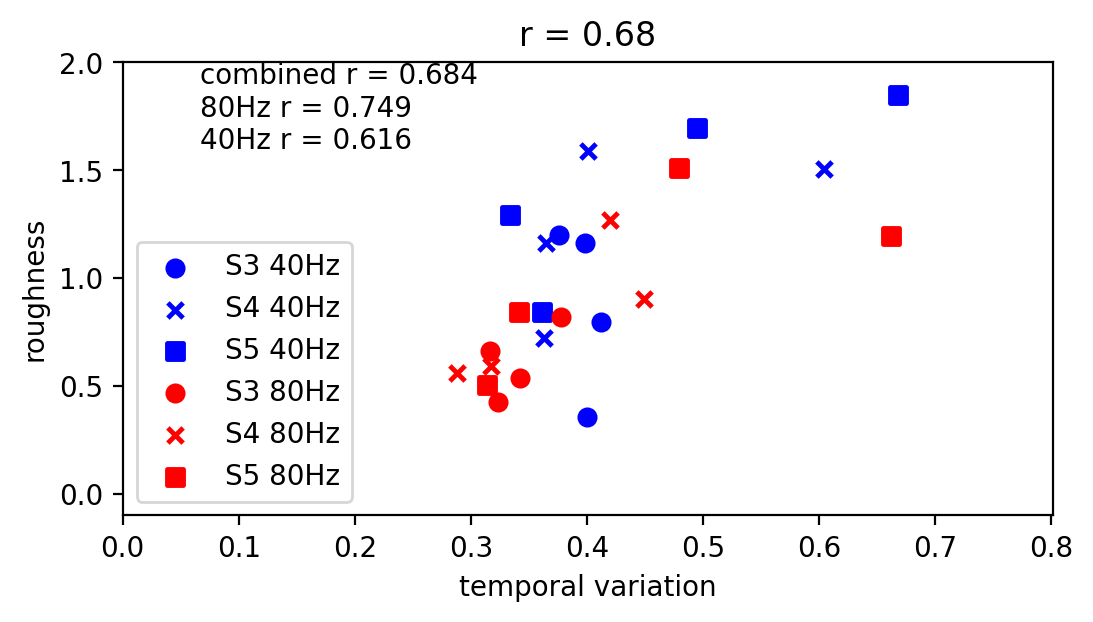 r = 0.68
combined r = 0.684
80Hz r = 0.749
40Hz r = 0.616
2.0
1.5
1.0
0.5
0.0
roughness
S3 40Hz
S4 40Hz
S5 40Hz
S3 80Hz
S4 80Hz
S5 80Hz
0.0 0.1 0.2 0.3 0.4 0.5 0.6 0.7 0.8
temporal variation